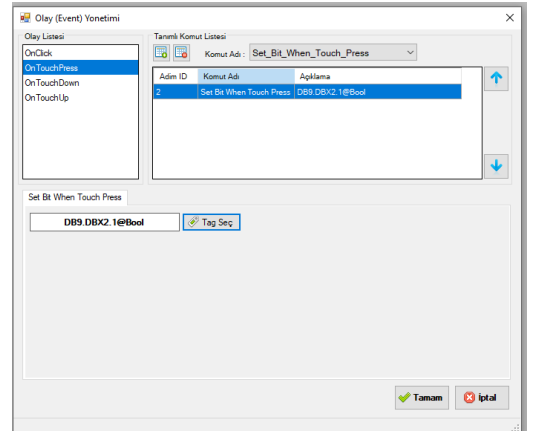 Olay (Event) Yonetimi
Olay Listesi
OnClick
OnTouchPress
OnTouchDown
OnTouchUp
Tanımlı Komut Listesi
Komut Adı : Set_Bit_When_Touch_Press
Adim ID Komut Adı Açıklama
2 Set Bit When Touch Press DB9.DBX2.1@Bool
Set Bit When Touch Press
DB9.DBX2.1@Bool Tag Seç
Tamam İptal